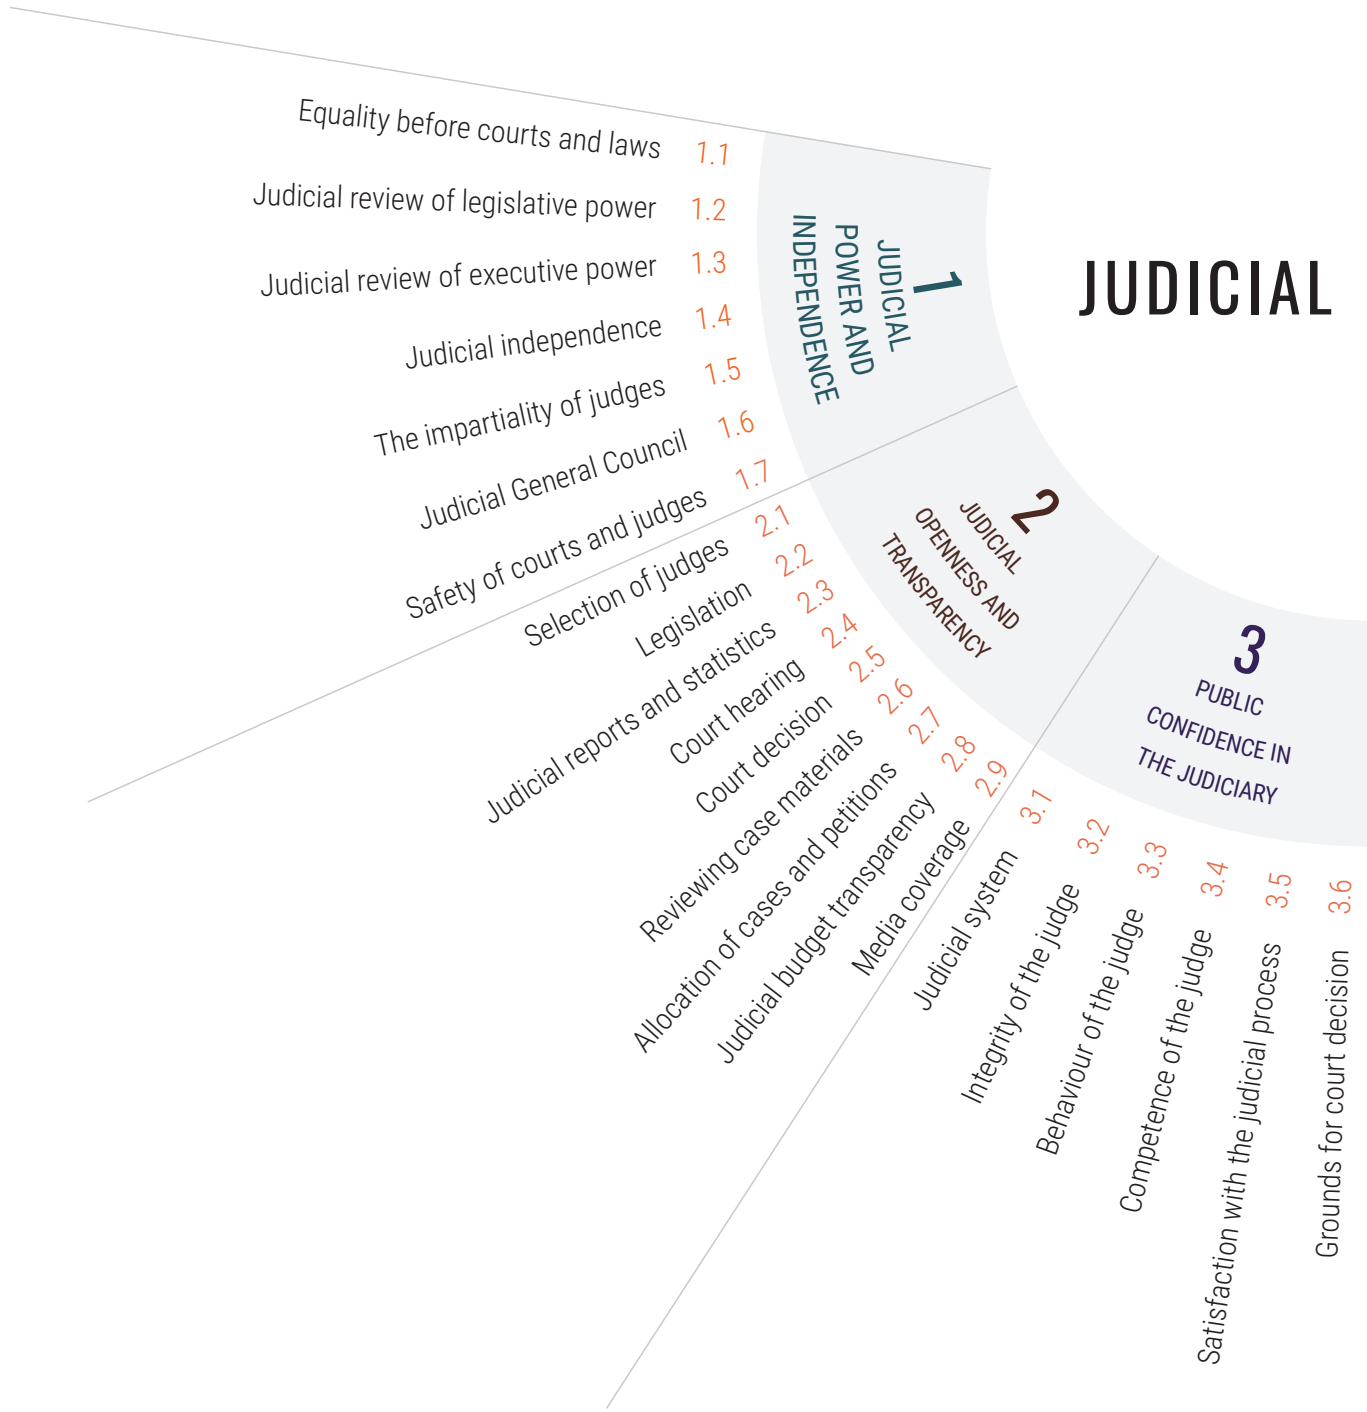 JUDICIAL
1
JUDICIAL
POWER AND
INDEPENDENCE
Equality before courts and laws 1.1
Judicial review of legislative power 1.2
Judicial review of executive power 1.3
Judicial independence 1.4
The impartiality of judges 1.5
Judicial General Council 1.6
Safety of courts and judges 1.7
2
JUDICIAL
OPENNESS AND
TRANSPARENCY
Selection of judges 2.1
Legislation 2.2
Judicial reports and statistics 2.3
Court hearing 2.4
Court decision 2.5
Reviewing case materials 2.6
Allocation of cases and petitions 2.7
Judicial budget transparency 2.8
Media coverage 2.9
3
PUBLIC
CONFIDENCE IN
THE JUDICIARY
Judicial system 3.1
Integrity of the judge 3.2
Behaviour of the judge 3.3
Competence of the judge 3.4
Satisfaction with the judicial process 3.5
Grounds for court decision 3.6